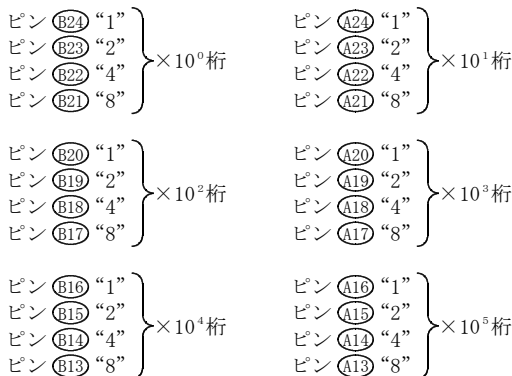 ピン B24 “1”
ピン B23 “2”
ピン B22 “4”
ピン B21 “8”
×10⁰桁
ピン A24 “1”
ピン A23 “2”
ピン A22 “4”
ピン A21 “8”
×10¹桁
ピン B20 “1”
ピン B19 “2”
ピン B18 “4”
ピン B17 “8”
×10²桁
ピン A20 “1”
ピン A19 “2”
ピン A18 “4”
ピン A17 “8”
×10³桁
ピン B16 “1”
ピン B15 “2”
ピン B14 “4”
ピン B13 “8”
×10⁴桁
ピン A16 “1”
ピン A15 “2”
ピン A14 “4”
ピン A13 “8”
×10⁵桁